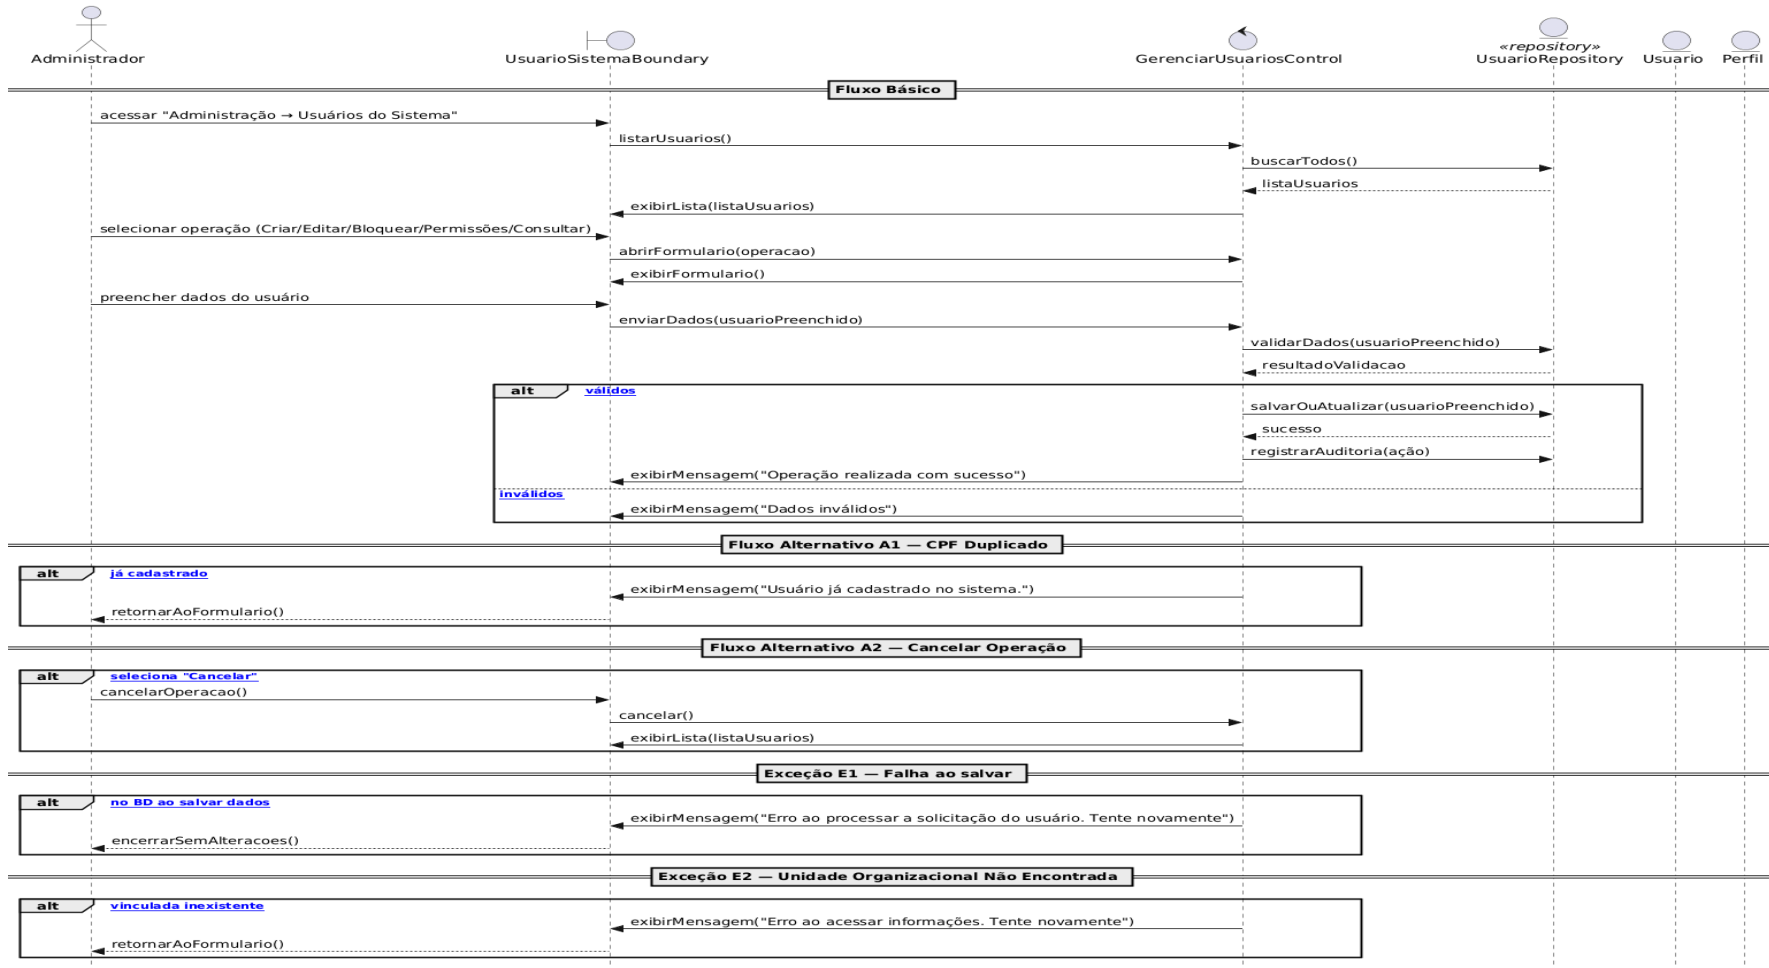 Administrador
UsuarioSistemaBoundary
GerenciarUsuariosControl
«repository»
UsuarioRepository
Usuario
Perfil
Fluxo Básico
acessar "Administração → Usuários do Sistema"
listarUsuarios()
buscarTodos()
listaUsuarios
exibirLista(listaUsuarios)
selecionar operação (Criar/Editar/Bloquear/Permissões/Consultar)
abrirFormulario(operacao)
exibirFormulario()
preencher dados do usuário
enviarDados(usuarioPreenchido)
validarDados(usuarioPreenchido)
resultadoValidacao
alt
válidos
salvarOuAtualizar(usuarioPreenchido)
sucesso
registrarAuditoria(ação)
exibirMensagem("Operação realizada com sucesso")
inválidos
exibirMensagem("Dados inválidos")
Fluxo Alternativo A1 — CPF Duplicado
alt
já cadastrado
exibirMensagem("Usuário já cadastrado no sistema.")
retornarAoFormulario()
Fluxo Alternativo A2 — Cancelar Operação
alt
seleciona "Cancelar"
cancelarOperacao()
cancelar()
exibirLista(listaUsuarios)
Exceção E1 — Falha ao salvar
alt
no BD ao salvar dados
exibirMensagem("Erro ao processar a solicitação do usuário. Tente novamente")
encerrarSemAlteracoes()
Exceção E2 — Unidade Organizacional Não Encontrada
alt
vinculada inexistente
exibirMensagem("Erro ao acessar informações. Tente novamente")
retornarAoFormulario()